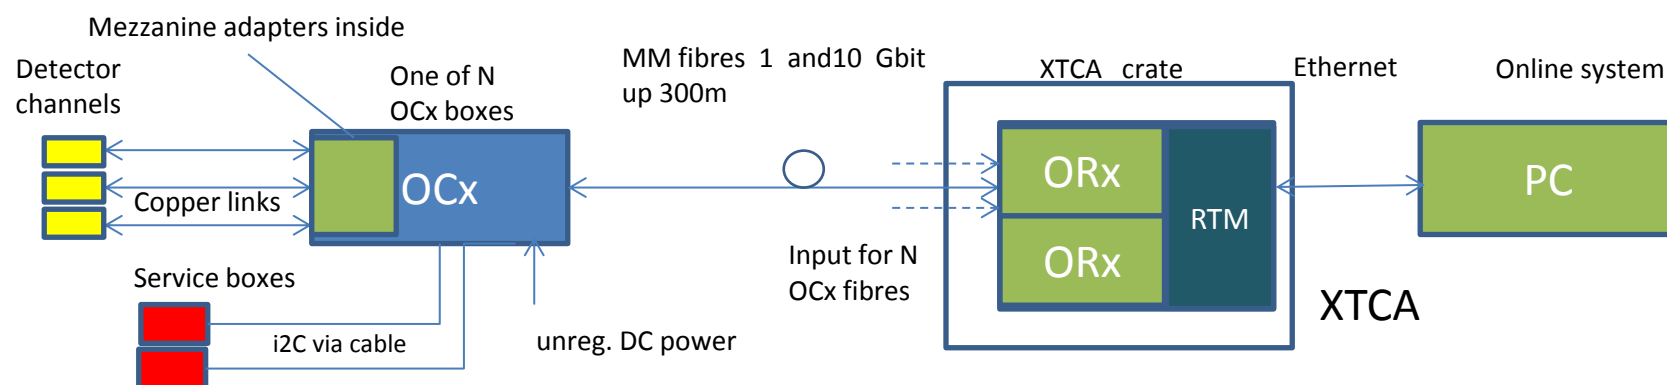 Mezzanine adapters inside
Detector
channels
One of N
OCx boxes
MM fibres 1 and10 Gbit
up 300m
XTCA crate
Ethernet
Online system
Copper links
OCx
ORx
ORx
RTM
PC
Input for N
OCx fibres
XTCA
Service boxes
i2C via cable
unreg. DC power